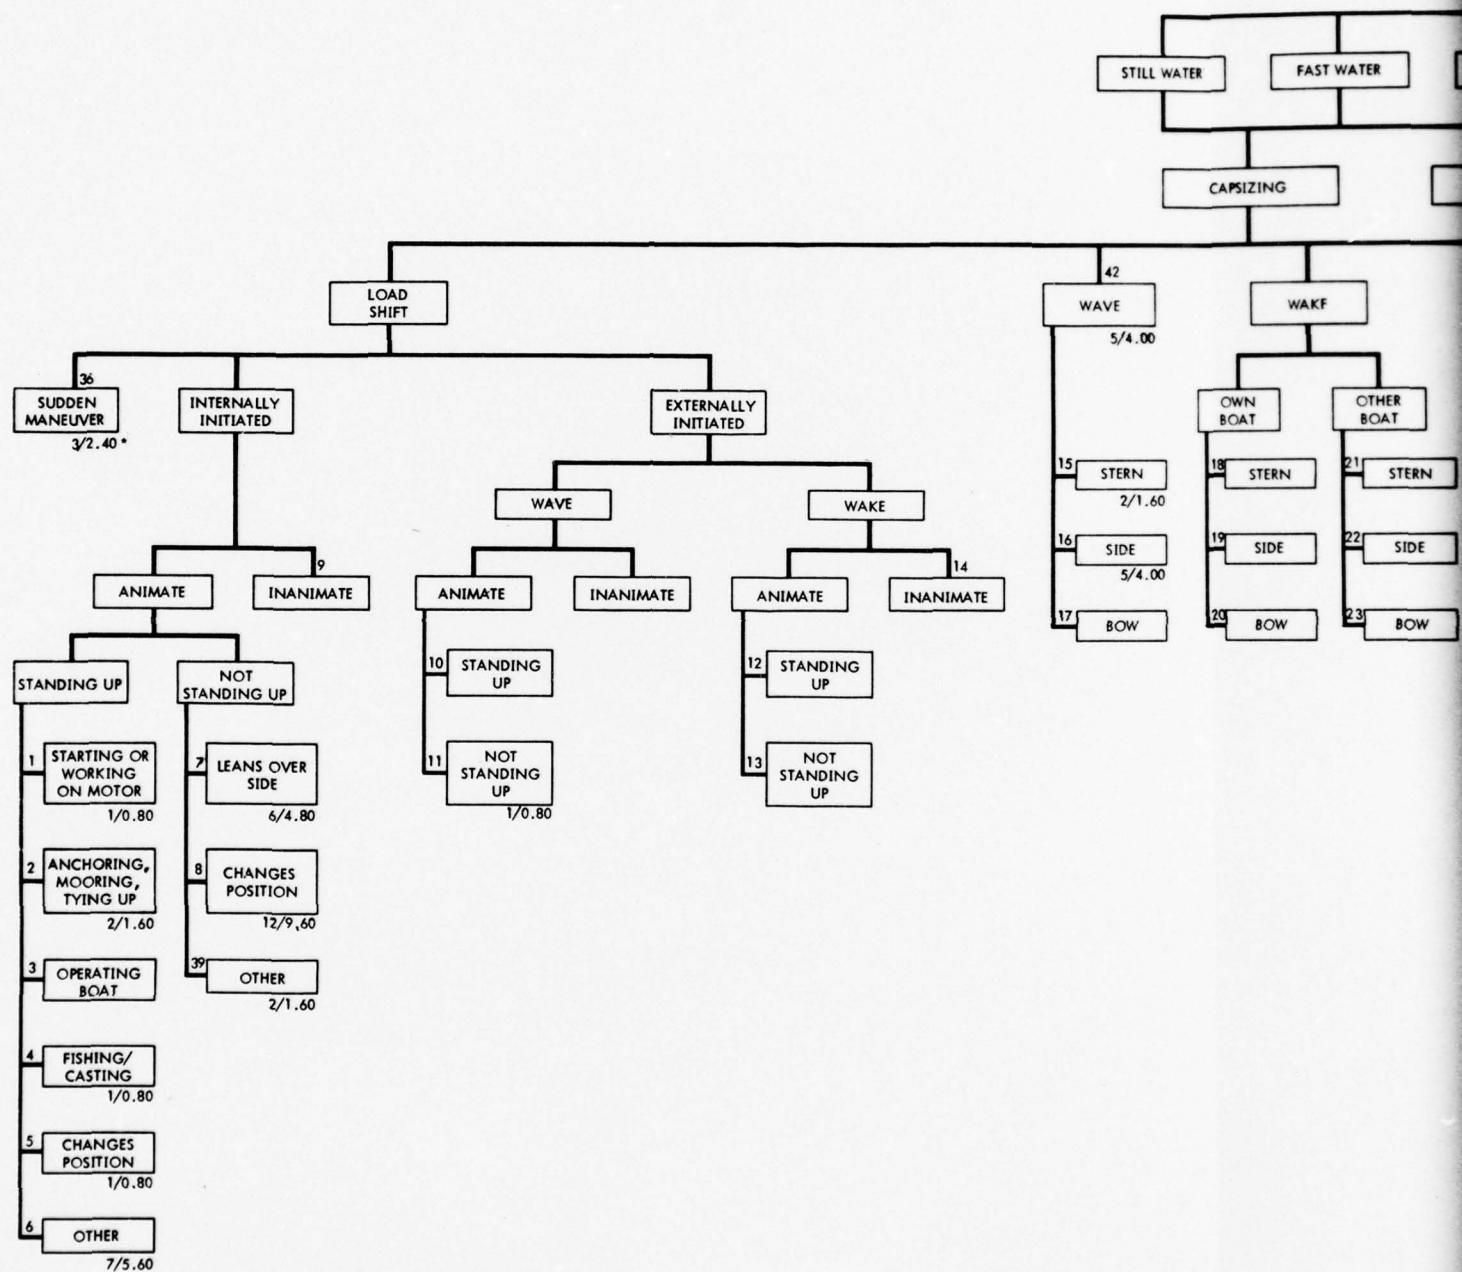 STILL WATER
FAST WATER
CAPSIZING
LOAD
SHIFT
42
WAVE
5/4.00
WAKE
36
SUDDEN
MANEUVER
3/2.40 *
INTERNALLY
INITIATED
EXTERNALLY
INITIATED
OWN
BOAT
OTHER
BOAT
WAVE
WAKE
15
STERN
2/1.60
16
SIDE
5/4.00
17
BOW
18
STERN
19
SIDE
20
BOW
21
STERN
22
SIDE
23
BOW
ANIMATE
9
INANIMATE
ANIMATE
INANIMATE
ANIMATE
14
INANIMATE
STANDING UP
NOT
STANDING UP
10
STANDING
UP
11
NOT
STANDING
UP
1/0.80
12
STANDING
UP
13
NOT
STANDING
UP
1
STARTING OR
WORKING
ON MOTOR
1/0.80
2
ANCHORING,
MOORING,
TYING UP
2/1.60
3
OPERATING
BOAT
4
FISHING/
CASTING
1/0.80
5
CHANGES
POSITION
1/0.80
6
OTHER
7/5.60
7
LEANS OVER
SIDE
6/4.80
8
CHANGES
POSITION
12/9.60
39
OTHER
2/1.60